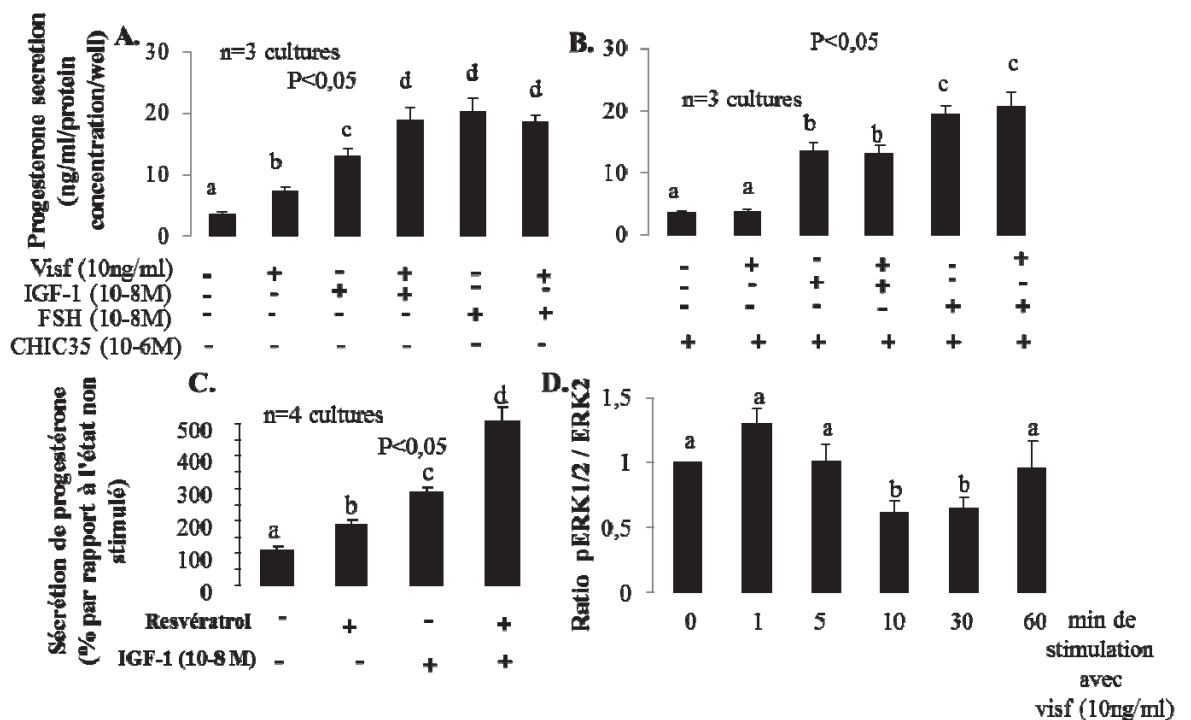 A.
n=3 cultures
P<0,05
Progesterone secretion
(ng/ml/protein
concentration/well)
30
20
10
0
a b c d d d
B.
P<0,05
n=3 cultures
30
20
10
0
a a b b c c
Visf (10ng/ml) - + - + - + - + - + - +
IGF-1 (10-8M) - - + + - - - - + + - -
FSH (10-8M) - - - - + + - - - - + +
CHIC35 (10-6M) - - - - - - + + + + + +
C.
n=4 cultures
P<0,05
Sécrétion de progestérone
(% par rapport à l'état non
stimulé)
500
400
300
200
100
0
a b c d
Resvératrol - + - +
IGF-1 (10-8M) - - + +
D.
Ratio pERK1/2 / ERK2
1,5
1
0,5
0
a a a b b a
0 1 5 10 30 60 min de
stimulation
avec
visf (10ng/ml)